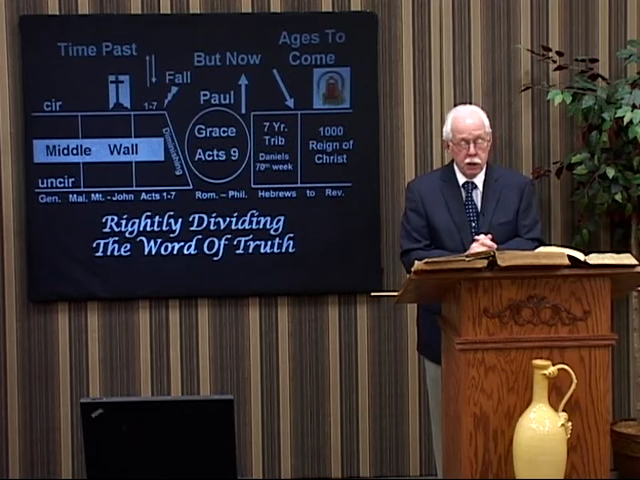 Time Past
But Now
Ages To
Come
Fall
cir
1-7
Paul
Middle Wall
Diminishing
Grace
Acts 9
7 Yr.
Trib
Daniels
70th week
1000
Reign of
Christ
uncir
Gen. Mal. Mt. - John Acts 1-7 Rom. – Phil. Hebrews to Rev.
Rightly Dividing
The Word Of Truth